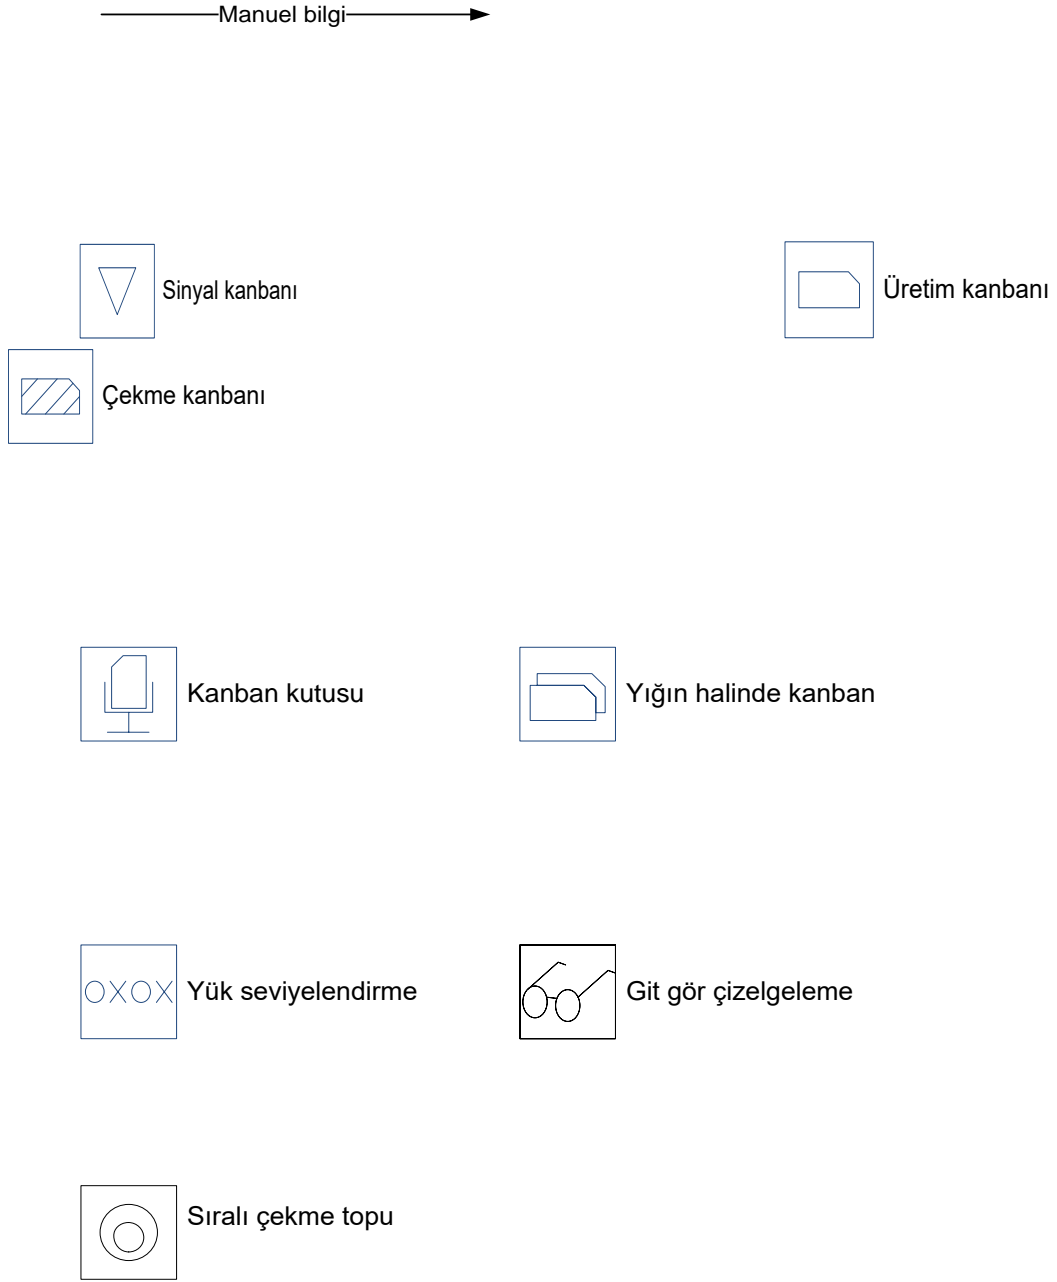 Manuel bilgi
Sinyal kanbanı
Üretim kanbanı
Çekme kanbanı
Kanban kutusu
Yığın halinde kanban
OXOX
Yük seviyelendirme
Git gör çizelgeleme
Sıralı çekme topu